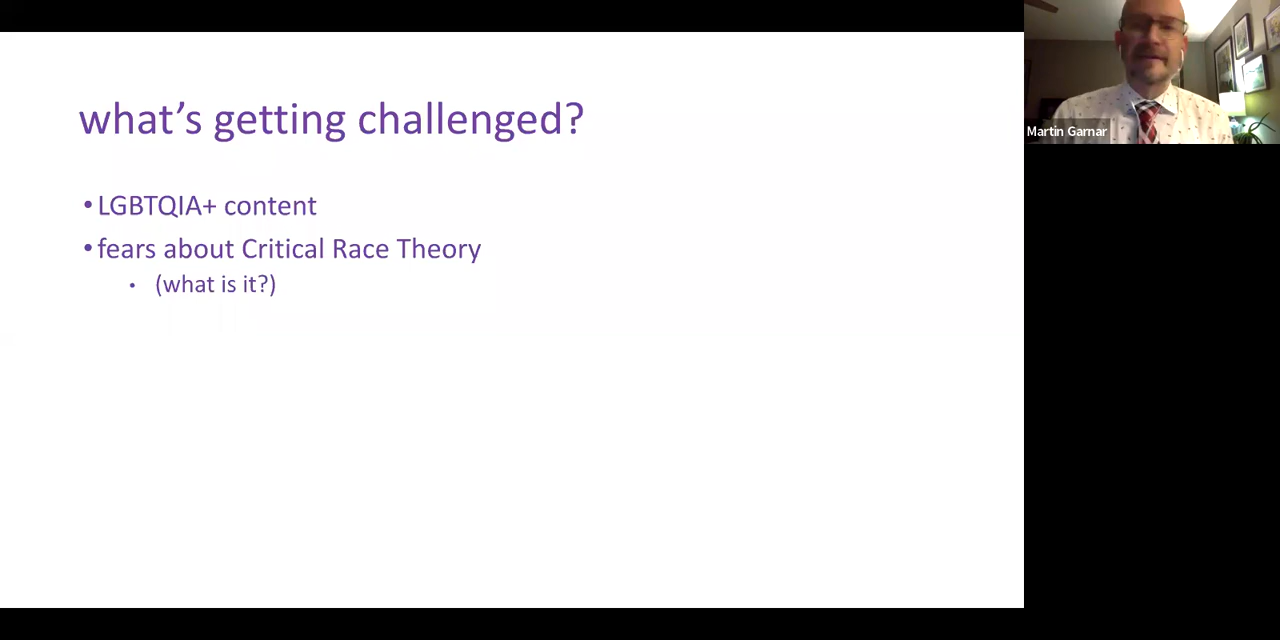 what's getting challenged?
•LGBTQIA+ content
•fears about Critical Race Theory
• (what is it?)
Martin Garnar